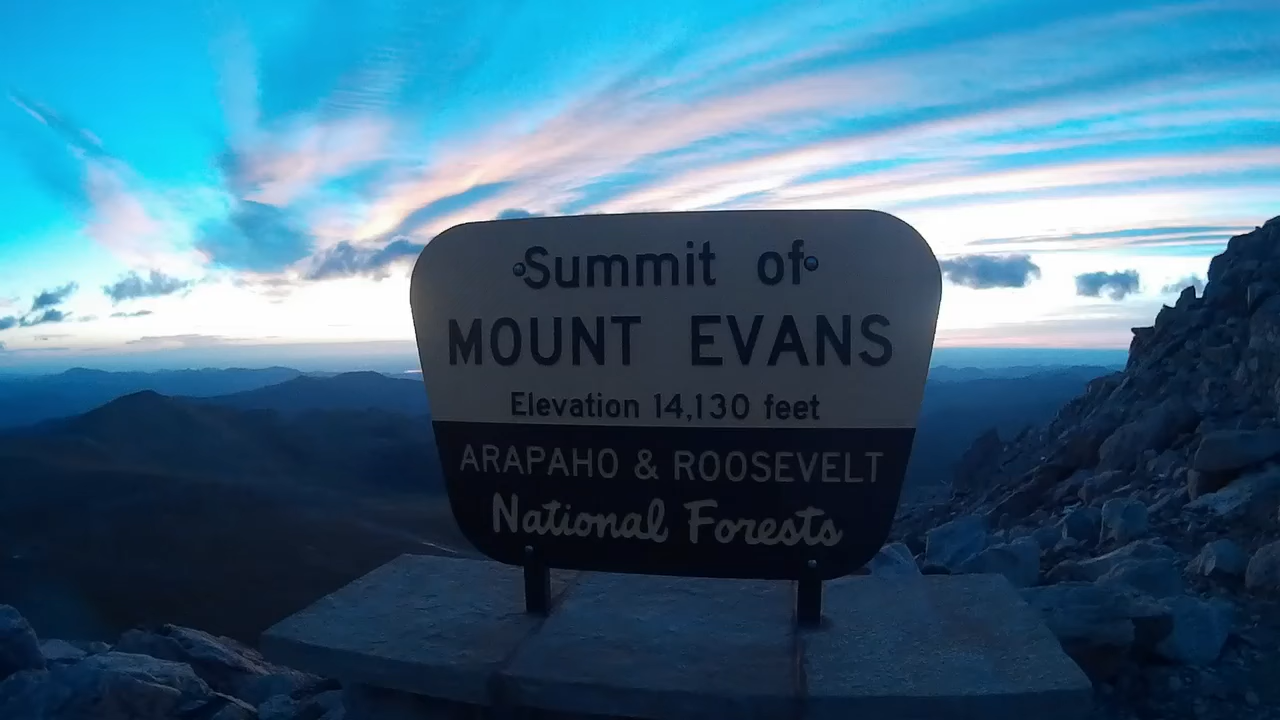 Summit of
MOUNT EVANS
Elevation 14,130 feet
ARAPAHO & ROOSEVELT
National Forests